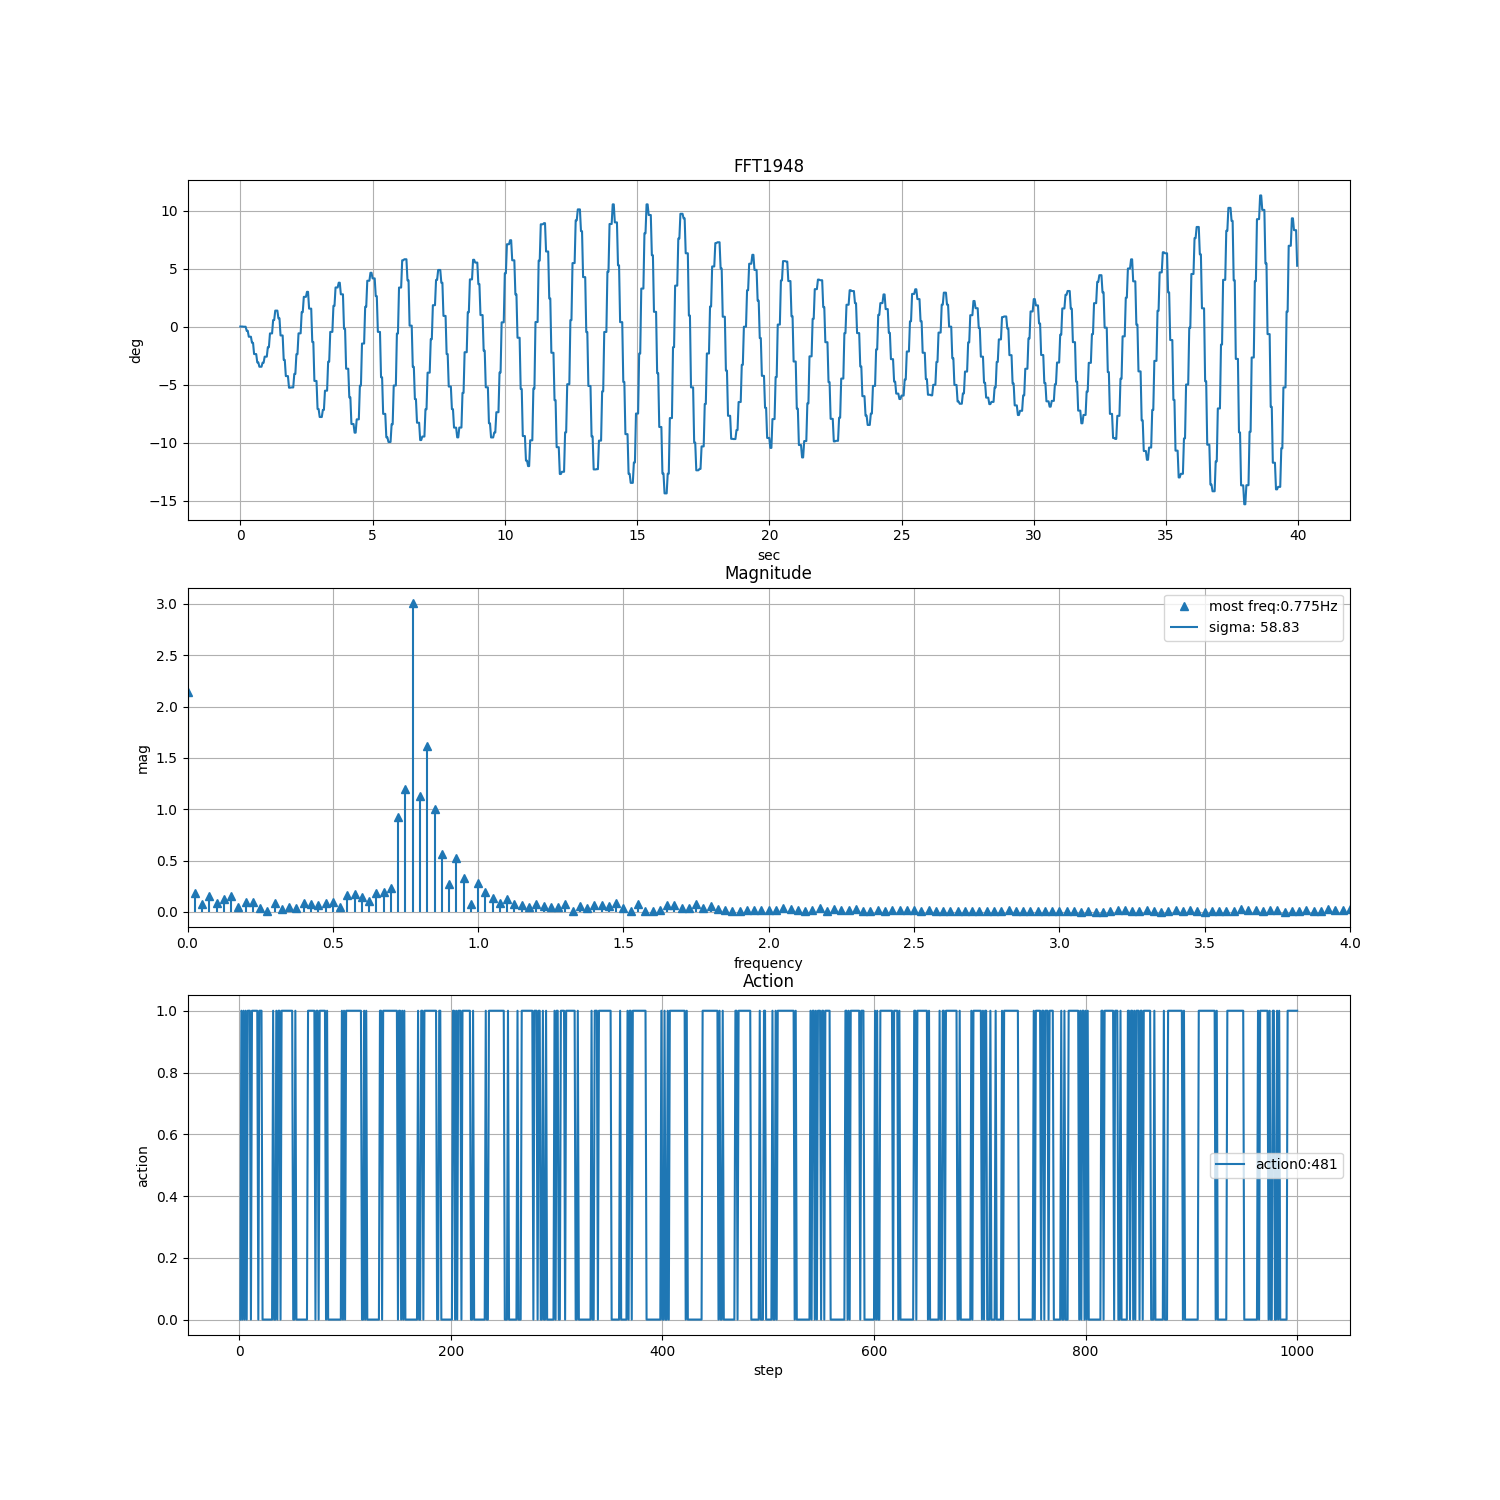 FFT1948
10
5
0
−5
−10
−15
deg
0 5 10 15 20 25 30 35 40
sec
Magnitude
most freq:0.775Hz
sigma: 58.83
3.0
2.5
2.0
1.5
1.0
0.5
0.0
mag
0.0 0.5 1.0 1.5 2.0 2.5 3.0 3.5 4.0
frequency
Action
1.0
0.8
0.6
0.4
0.2
0.0
action
action0:481
0 200 400 600 800 1000
step